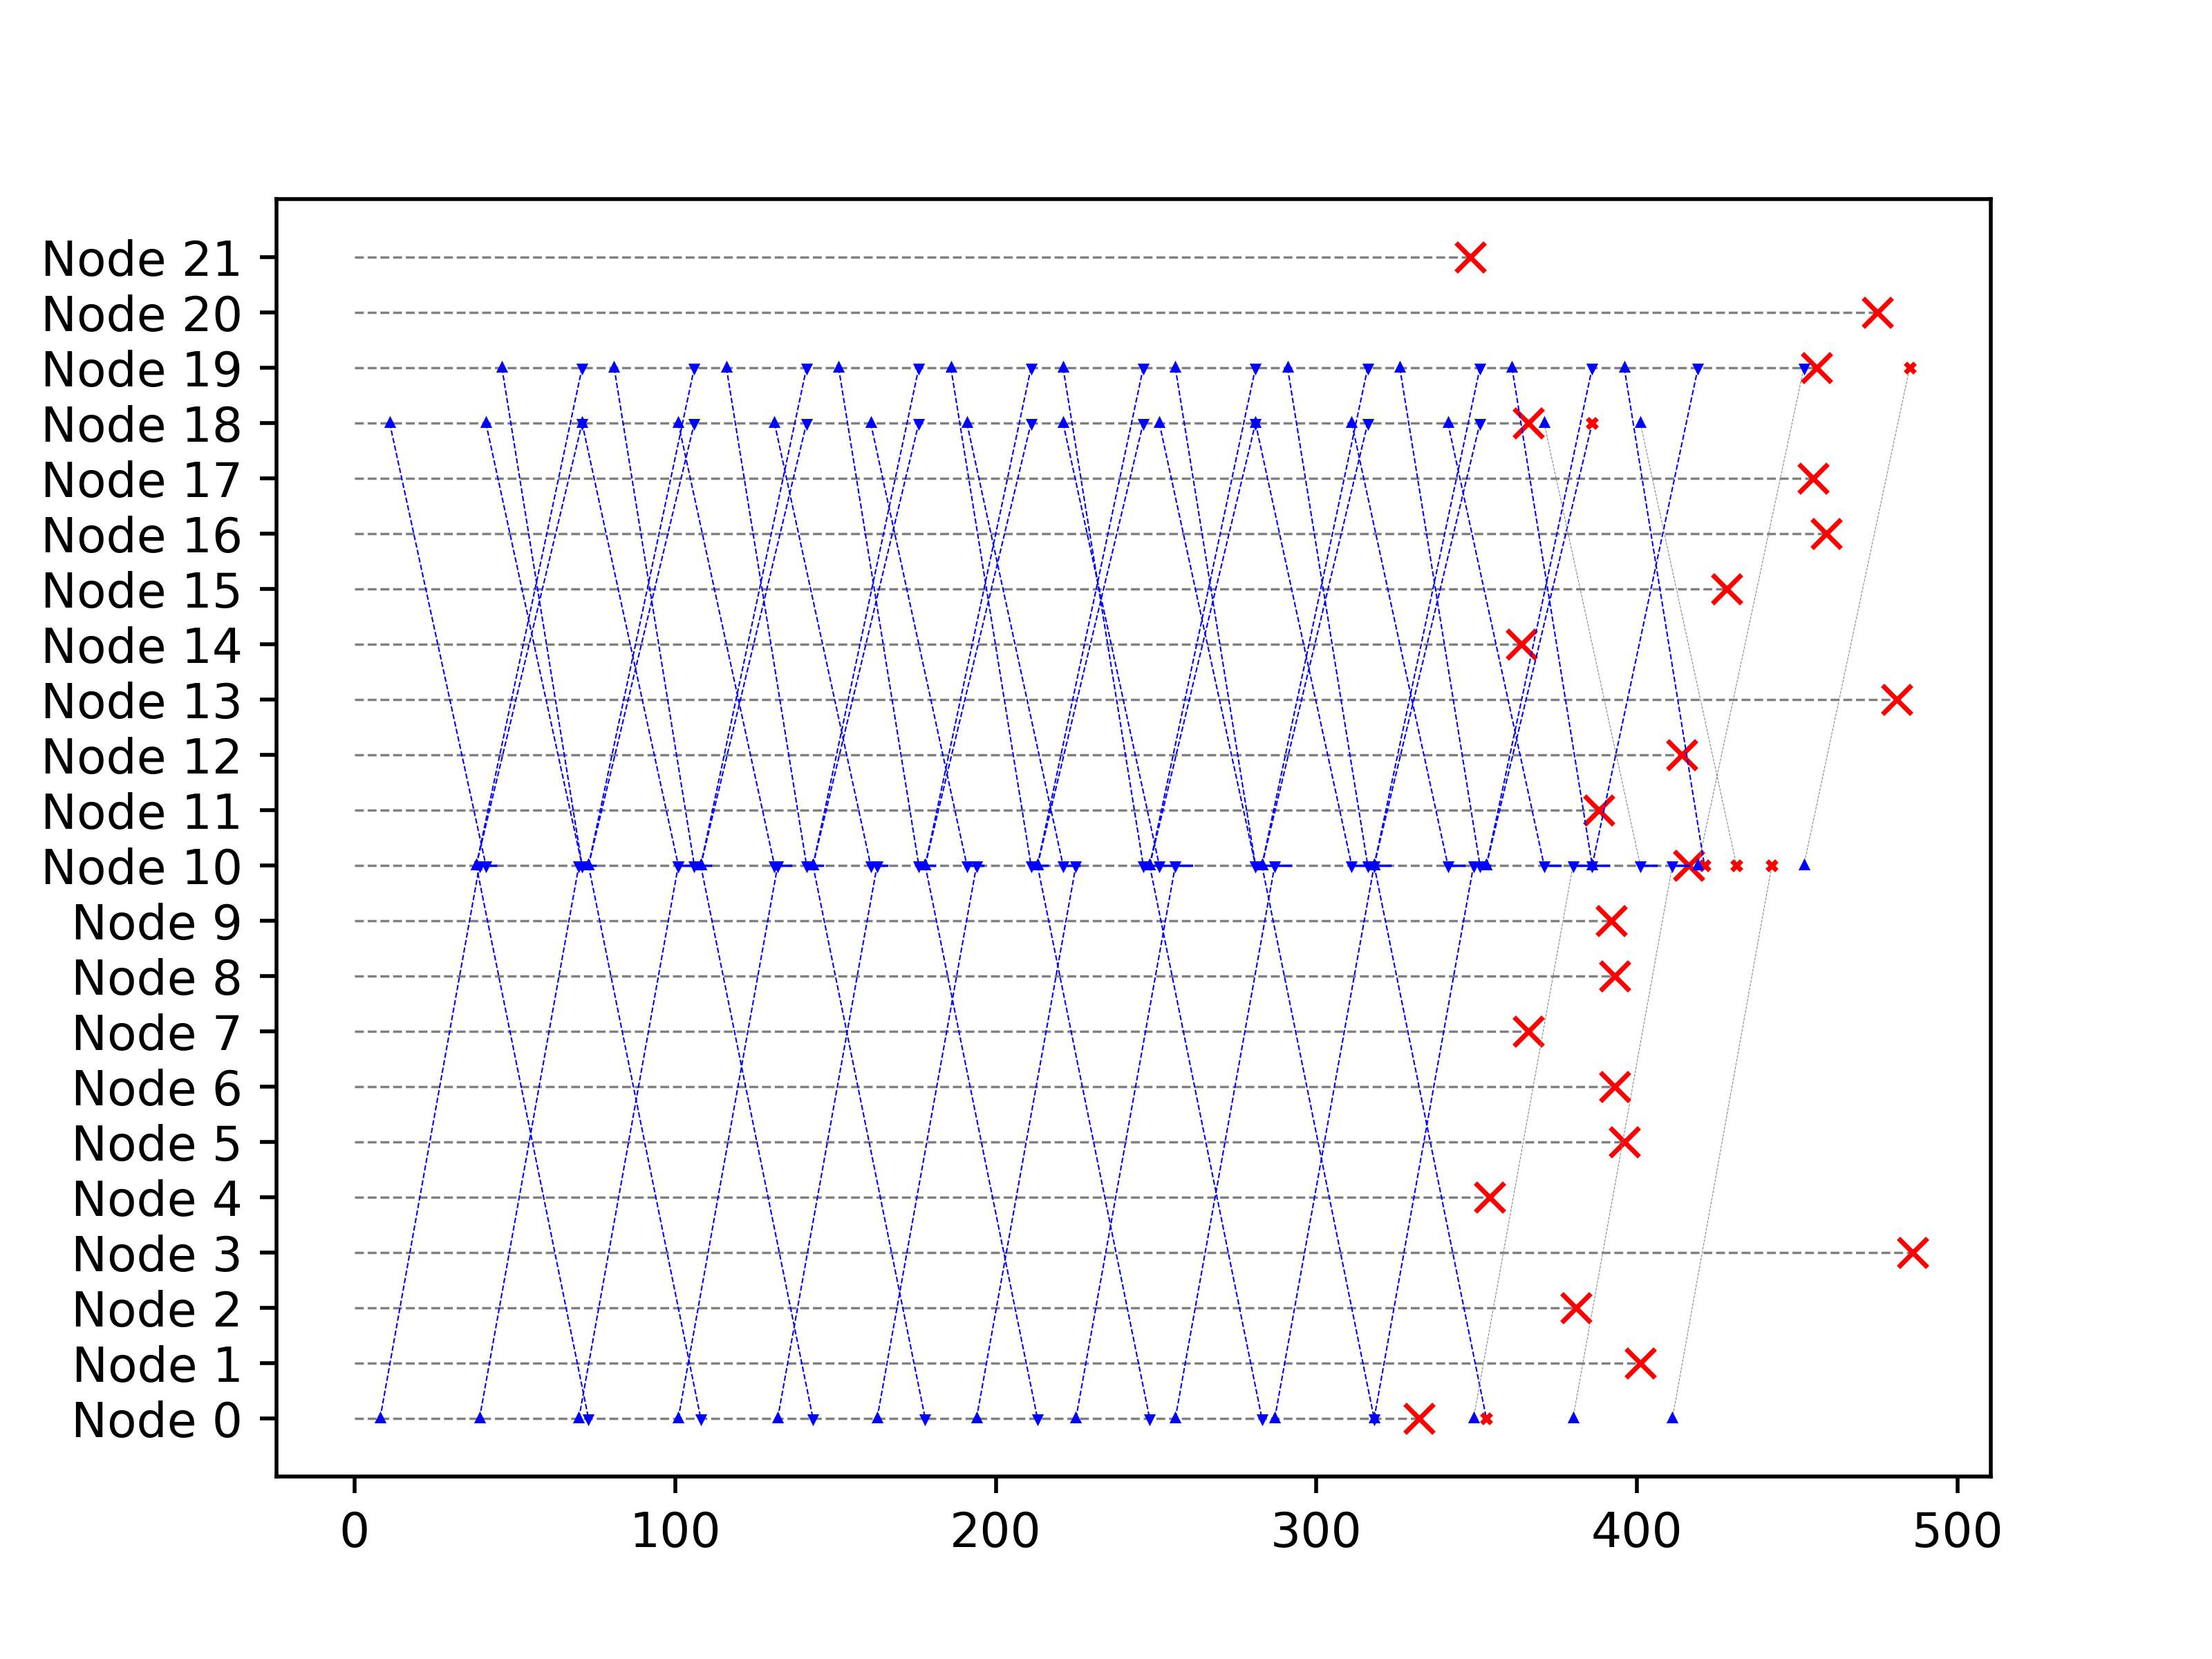 Node 21
Node 20
Node 19
Node 18
Node 17
Node 16
Node 15
Node 14
Node 13
Node 12
Node 11
Node 10
Node 9
Node 8
Node 7
Node 6
Node 5
Node 4
Node 3
Node 2
Node 1
Node 0
0 100 200 300 400 500